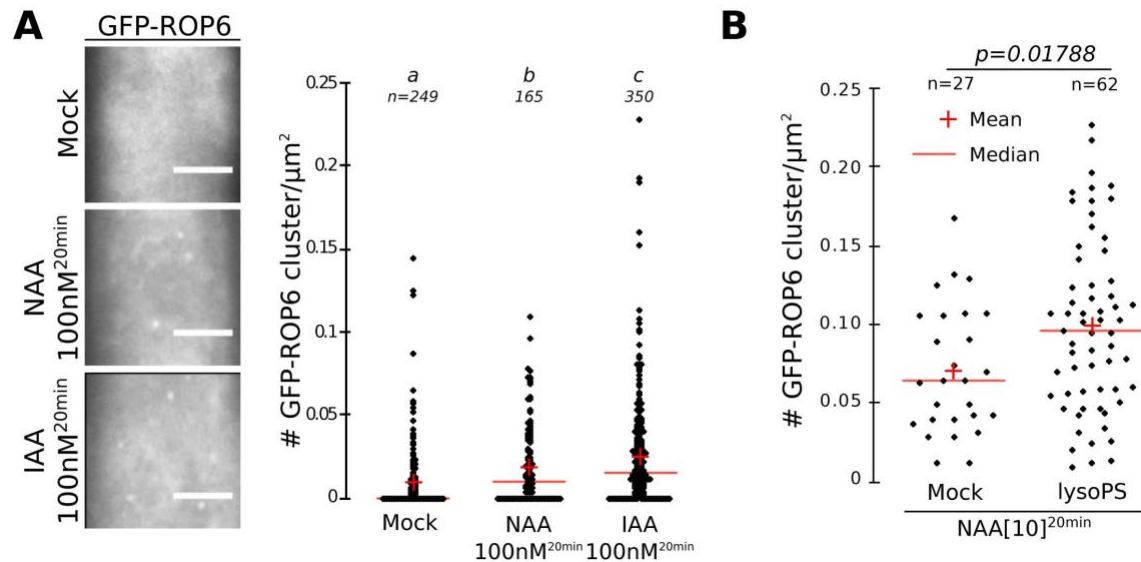 A
GFP-ROP6
Mock
NAA
100nM20min
IAA
100nM20min
# GFP-ROP6 cluster/μm2
0.25
0.2
0.15
0.1
0.05
0
a b c
n=249 165 350
Mock NAA IAA
100nM20min 100nM20min
B
p=0.01788
n=27 n=62
Mean
Median
# GFP-ROP6 cluster/μm2
0.25
0.20
0.15
0.10
0.05
0
Mock lysoPS
NAA[10]20min